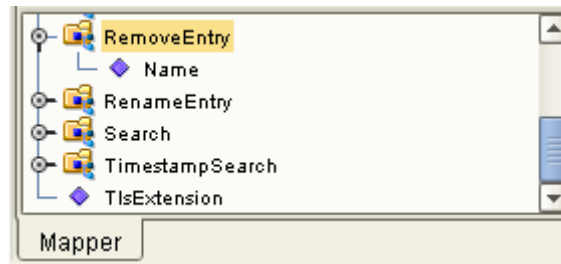 RemoveEntry
Name
RenameEntry
Search
TimestampSearch
TlsExtension
Mapper